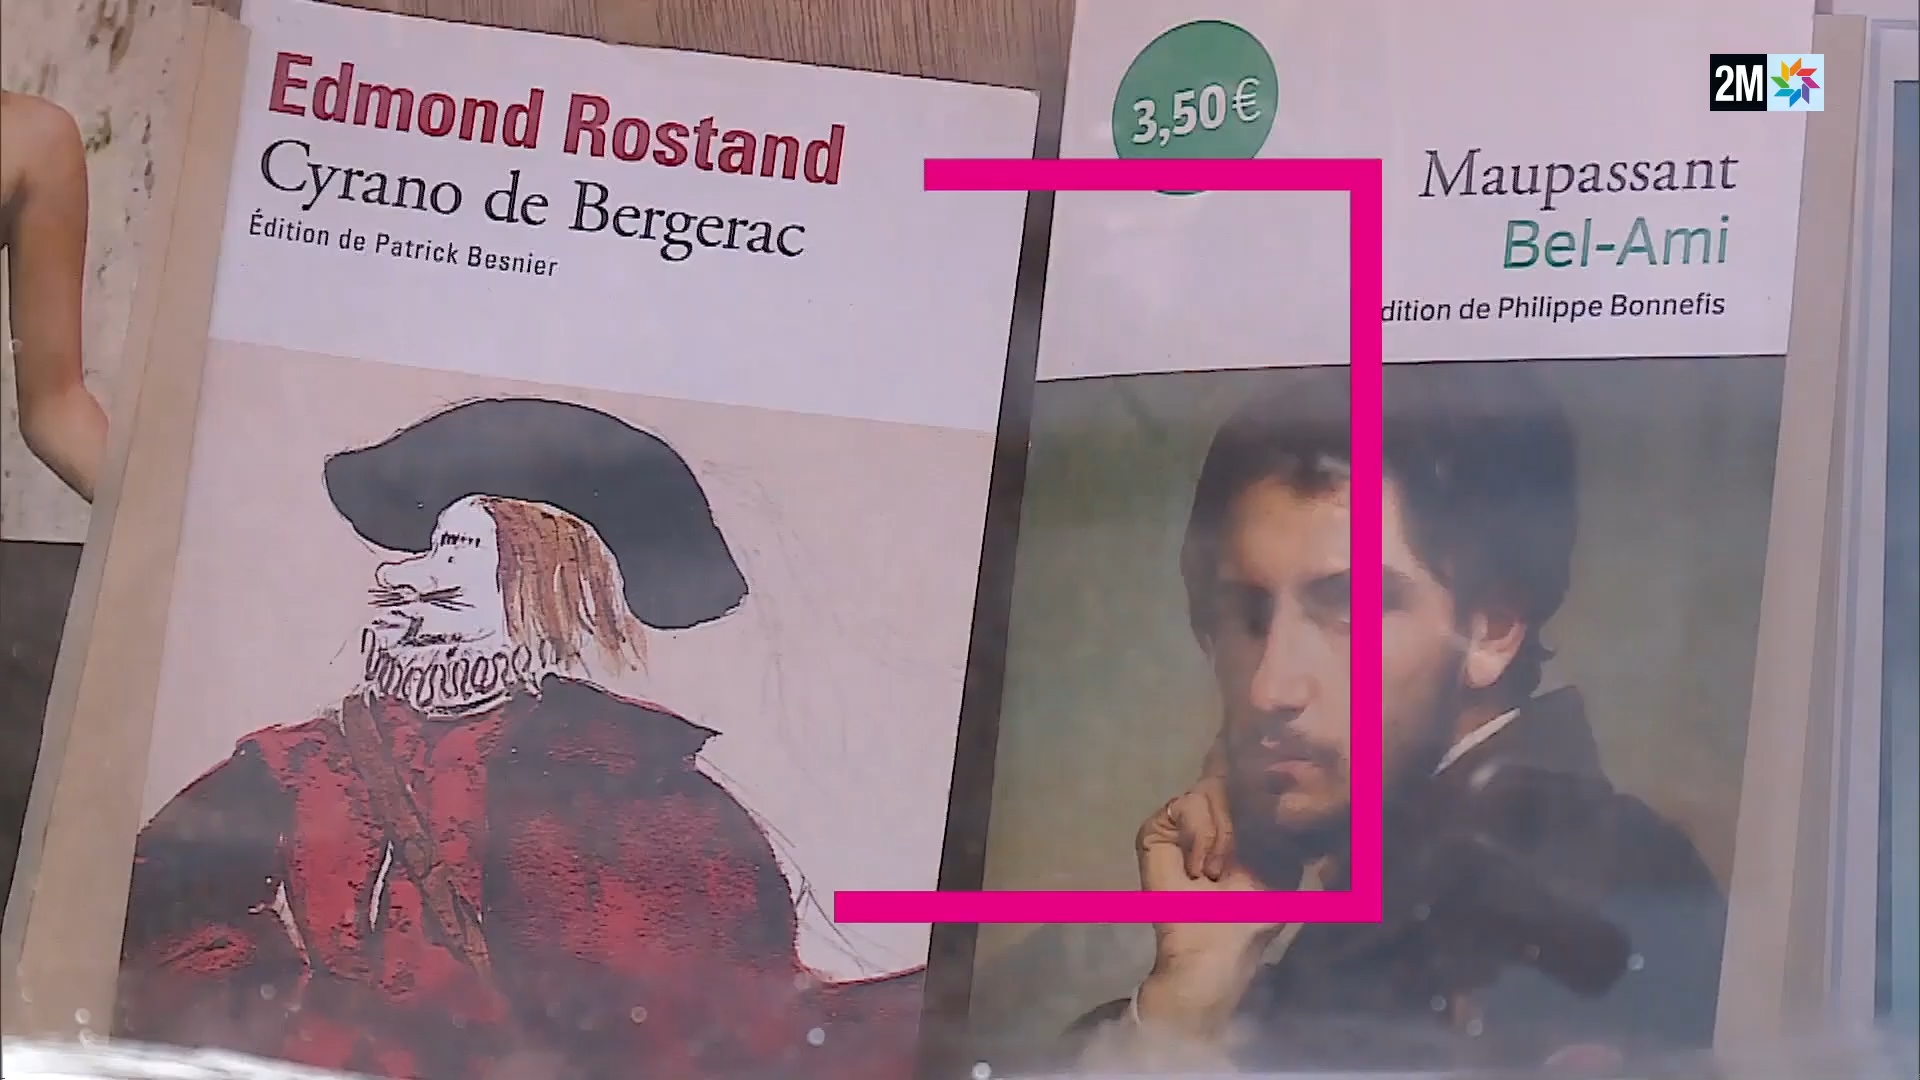 Edmond Rostand
Cyrano de Bergerac
Édition de Patrick Besnier
3,50 €
Maupassant
Bel-Ami
dition de Philippe Bonnefis
2M